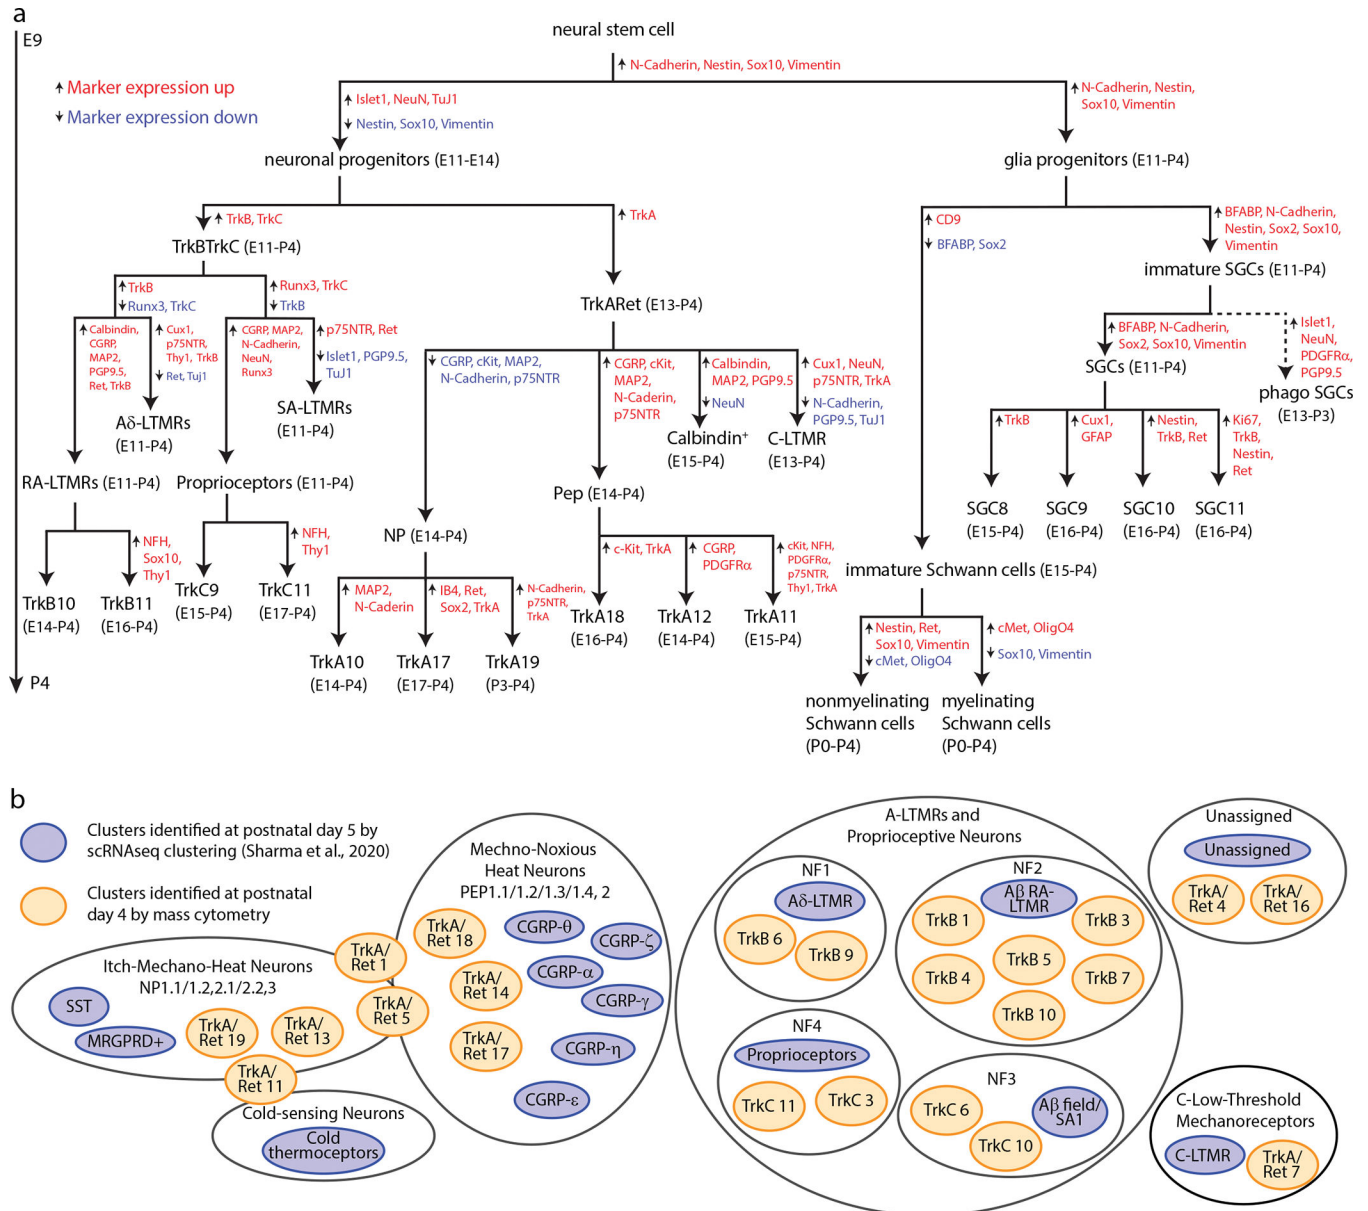 a
E9
neural stem cell
N-Cadherin, Nestin, Sox10, Vimentin
Marker expression up
Marker expression down
Islet1, NeuN, TuJ1
Nestin, Sox10, Vimentin
N-Cadherin, Nestin,
Sox10, Vimentin
neuronal progenitors (E11-E14)
glia progenitors (E11-P4)
TrkB, TrkC
TrkA
CD9
BFABP, Sox2
BFABP, N-Cadherin,
Nestin, Sox2, Sox10,
Vimentin
TrkBTrkC (E11-P4)
immature SGCs (E11-P4)
TrkB
Runx3, TrkC
Runx3, TrkC
TrkB
TrkARet (E13-P4)
Calbindin,
CGRP,
MAP2,
PGP9.5,
Ret, TrkB
Cux1,
p75NTR,
Thy1, TrkB
Ret, Tuj1
CGRP, MAP2,
N-Cadherin,
NeuN,
Runx3
p75NTR, Ret
Islet1, PGP9.5,
TuJ1
CGRP, cKit, MAP2,
N-Cadherin, p75NTR
CGRP, cKit,
MAP2,
N-Caderin,
p75NTR
Calbindin,
MAP2, PGP9.5
NeuN
Cux1, NeuN,
p75NTR, TrkA
N-Cadherin,
PGP9.5, TuJ1
BFABP, N-Cadherin,
Sox2, Sox10, Vimentin
Islet1,
NeuN,
PDGFRα,
PGP9.5
SGCs (E11-P4)
phago SGCs
(E13-P3)
Aδ-LTMRs
(E11-P4)
SA-LTMRs
(E11-P4)
Calbindin⁺
(E15-P4)
C-LTMR
(E13-P4)
TrkB
Cux1,
GFAP
Nestin,
TrkB, Ret
Ki67,
TrkB,
Nestin,
Ret
RA-LTMRs (E11-P4)
Proprioceptors (E11-P4)
Pep (E14-P4)
SGC8
(E15-P4)
SGC9
(E16-P4)
SGC10
(E16-P4)
SGC11
(E16-P4)
NP (E14-P4)
NFH,
Sox10,
Thy1
NFH,
Thy1
c-Kit, TrkA
CGRP,
PDGFRα
cKit, NFH,
PDGFRα,
p75NTR,
Thy1, TrkA
immature Schwann cells (E15-P4)
TrkB10
(E14-P4)
TrkB11
(E16-P4)
TrkC9
(E15-P4)
TrkC11
(E17-P4)
MAP2,
N-Caderin
IB4, Ret,
Sox2, TrkA
N-Cadherin,
p75NTR,
TrkA
TrkA18
(E16-P4)
TrkA12
(E14-P4)
TrkA11
(E15-P4)
Nestin, Ret,
Sox10, Vimentin
cMet, OligO4
cMet, OligO4
Sox10, Vimentin
TrkA10
(E14-P4)
TrkA17
(E17-P4)
TrkA19
(P3-P4)
P4
nonmyelinating
Schwann cells
(P0-P4)
myelinating
Schwann cells
(P0-P4)
b
Clusters identified at postnatal day 5 by
scRNAseq clustering (Sharma et al., 2020)
Clusters identified at postnatal
day 4 by mass cytometry
Itch-Mechano-Heat Neurons
NP1.1/1.2,2.1/2.2,3
SST
MRGPRD+
TrkA/
Ret 19
TrkA/
Ret 13
TrkA/
Ret 11
TrkA/
Ret 1
TrkA/
Ret 5
Cold-sensing Neurons
Cold
thermoceptors
Mechno-Noxious
Heat Neurons
PEP1.1/1.2/1.3/1.4, 2
TrkA/
Ret 18
TrkA/
Ret 14
TrkA/
Ret 17
CGRP-θ
CGRP-ζ
CGRP-α
CGRP-γ
CGRP-η
CGRP-ε
A-LTMRs and
Proprioceptive Neurons
NF1
Aδ-LTMR
TrkB 6
TrkB 9
NF2
Aβ RA-
LTMR
TrkB 1
TrkB 3
TrkB 5
TrkB 4
TrkB 7
TrkB 10
NF4
Proprioceptors
TrkC 11
TrkC 3
NF3
TrkC 6
Aβ field/
SA1
TrkC 10
Unassigned
Unassigned
TrkA/
Ret 4
TrkA/
Ret 16
C-Low-Threshold
Mechanoreceptors
C-LTMR
TrkA/
Ret 7